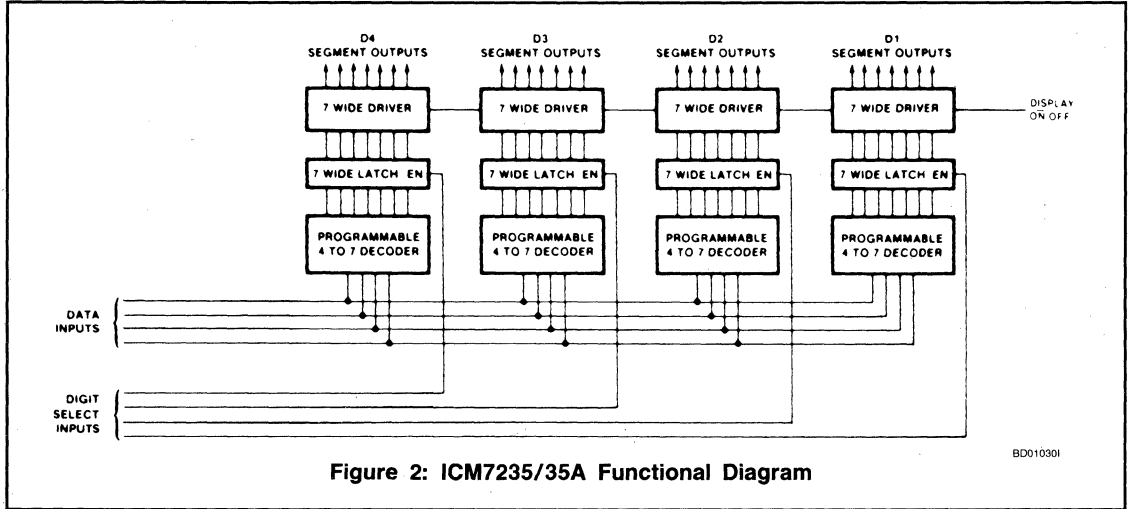 D4
SEGMENT OUTPUTS
D3
SEGMENT OUTPUTS
D2
SEGMENT OUTPUTS
D1
SEGMENT OUTPUTS
7 WIDE DRIVER
7 WIDE DRIVER
7 WIDE DRIVER
7 WIDE DRIVER
DISPLAY
ON OFF
7 WIDE LATCH EN
7 WIDE LATCH EN
7 WIDE LATCH EN
7 WIDE LATCH EN
PROGRAMMABLE
4 TO 7 DECODER
PROGRAMMABLE
4 TO 7 DECODER
PROGRAMMABLE
4 TO 7 DECODER
PROGRAMMABLE
4 TO 7 DECODER
DATA
INPUTS
DIGIT
SELECT
INPUTS
BD01030I
Figure 2: ICM7235/35A Functional Diagram